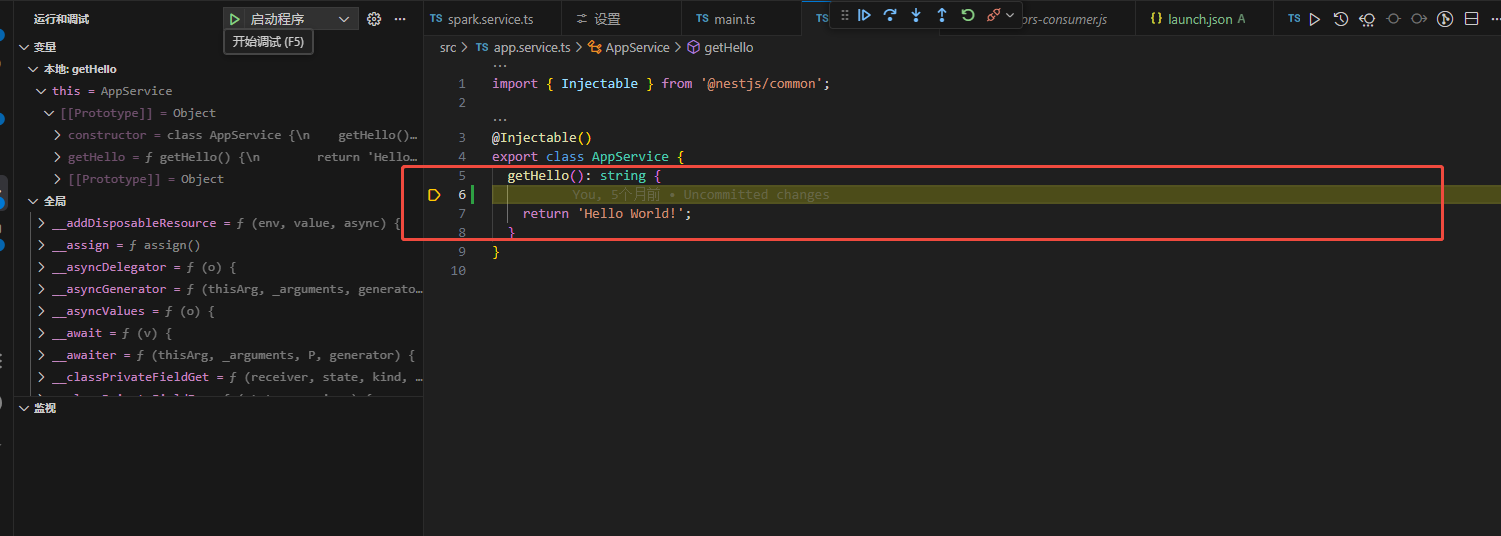 运行和调试
启动程序
开始调试 (F5)
变量
本地: getHello
this = AppService
[[Prototype]] = Object
constructor = class AppService {\n    getHello()…
getHello = ƒ getHello() {\n        return 'Hello…
[[Prototype]] = Object
全局
__addDisposableResource = ƒ (env, value, async) {
__assign = ƒ assign()
__asyncDelegator = ƒ (o) {
__asyncGenerator = ƒ (thisArg, _arguments, generato…
__asyncValues = ƒ (o) {
__await = ƒ (v) {
__awaiter = ƒ (thisArg, _arguments, P, generator) {
__classPrivateFieldGet = ƒ (receiver, state, kind, …
监视
TS spark.service.ts
设置
TS main.ts
TS
ors-consumer.js
{} launch.json A
TS
src > TS app.service.ts > AppService > getHello
1 import { Injectable } from '@nestjs/common';
2
3 @Injectable()
4 export class AppService {
5 getHello(): string {
6 You, 5个月前 • Uncommitted changes
7 return 'Hello World!';
8 }
9 }
10